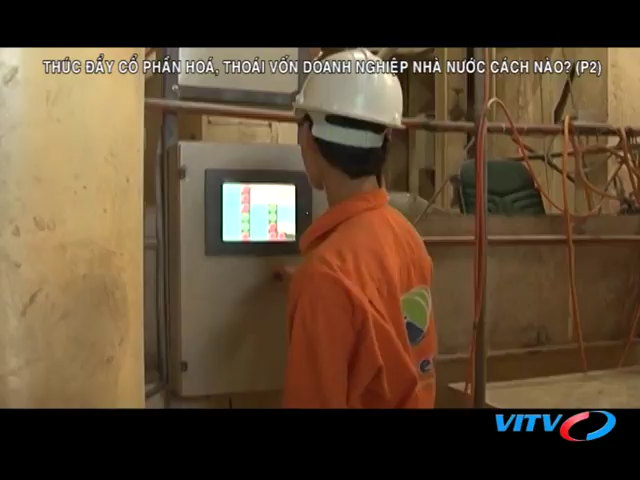 THÚC ĐẨY CỔ PHẦN HOÁ, THOÁI VỐN DOANH NGHIỆP NHÀ NƯỚC CÁCH NÀO? (P2)
VITV